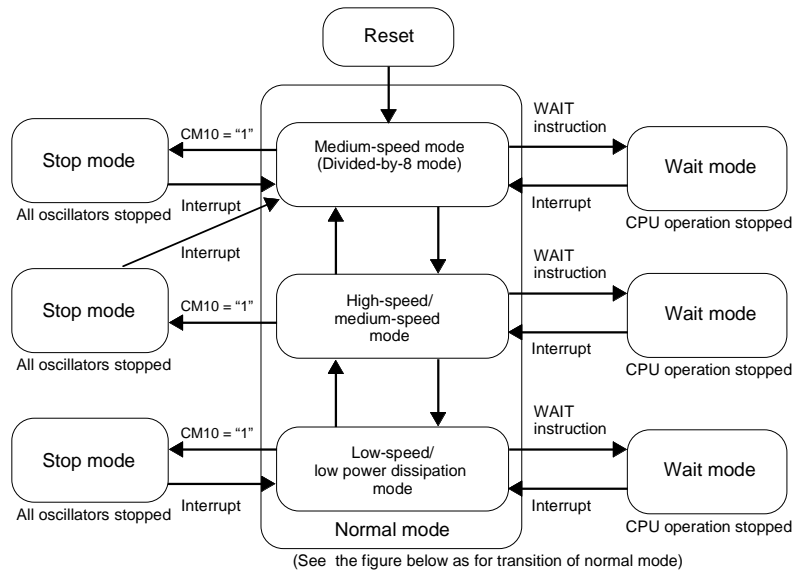 Reset
CM10 = “1”
Medium-speed mode
(Divided-by-8 mode)
WAIT
instruction
Stop mode
Wait mode
All oscillators stopped
Interrupt
Interrupt
CPU operation stopped
Interrupt
Stop mode
CM10 = “1”
High-speed/
medium-speed
mode
WAIT
instruction
Wait mode
All oscillators stopped
Interrupt
CPU operation stopped
CM10 = “1”
Low-speed/
low power dissipation
mode
WAIT
instruction
Stop mode
Wait mode
All oscillators stopped
Interrupt
Interrupt
CPU operation stopped
Normal mode
(See the figure below as for transition of normal mode)